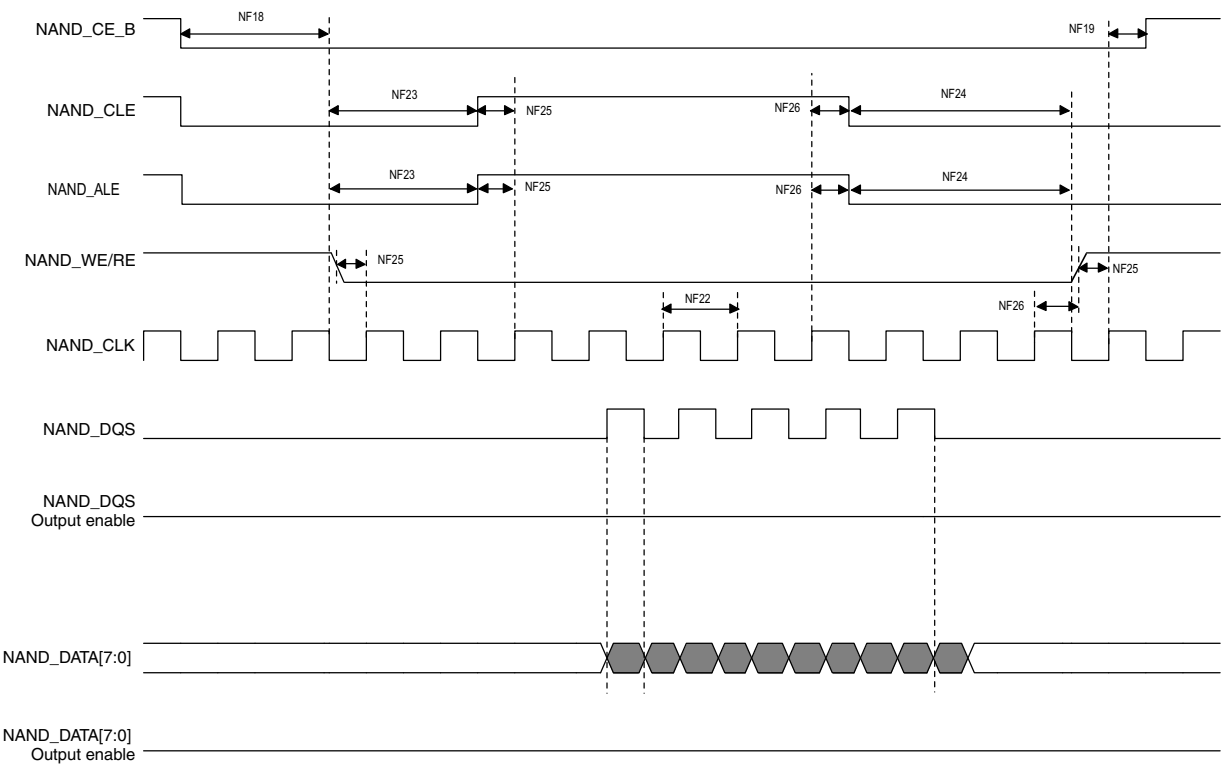 NF18
NAND_CE_B
NF19
NF23
NF25
NF26
NF24
NAND_CLE
NF23
NF25
NF26
NF24
NAND_ALE
NAND_WE/RE
NF25
NF25
NF22
NF26
NAND_CLK
NAND_DQS
NAND_DQS
Output enable
NAND_DATA[7:0]
NAND_DATA[7:0]
Output enable